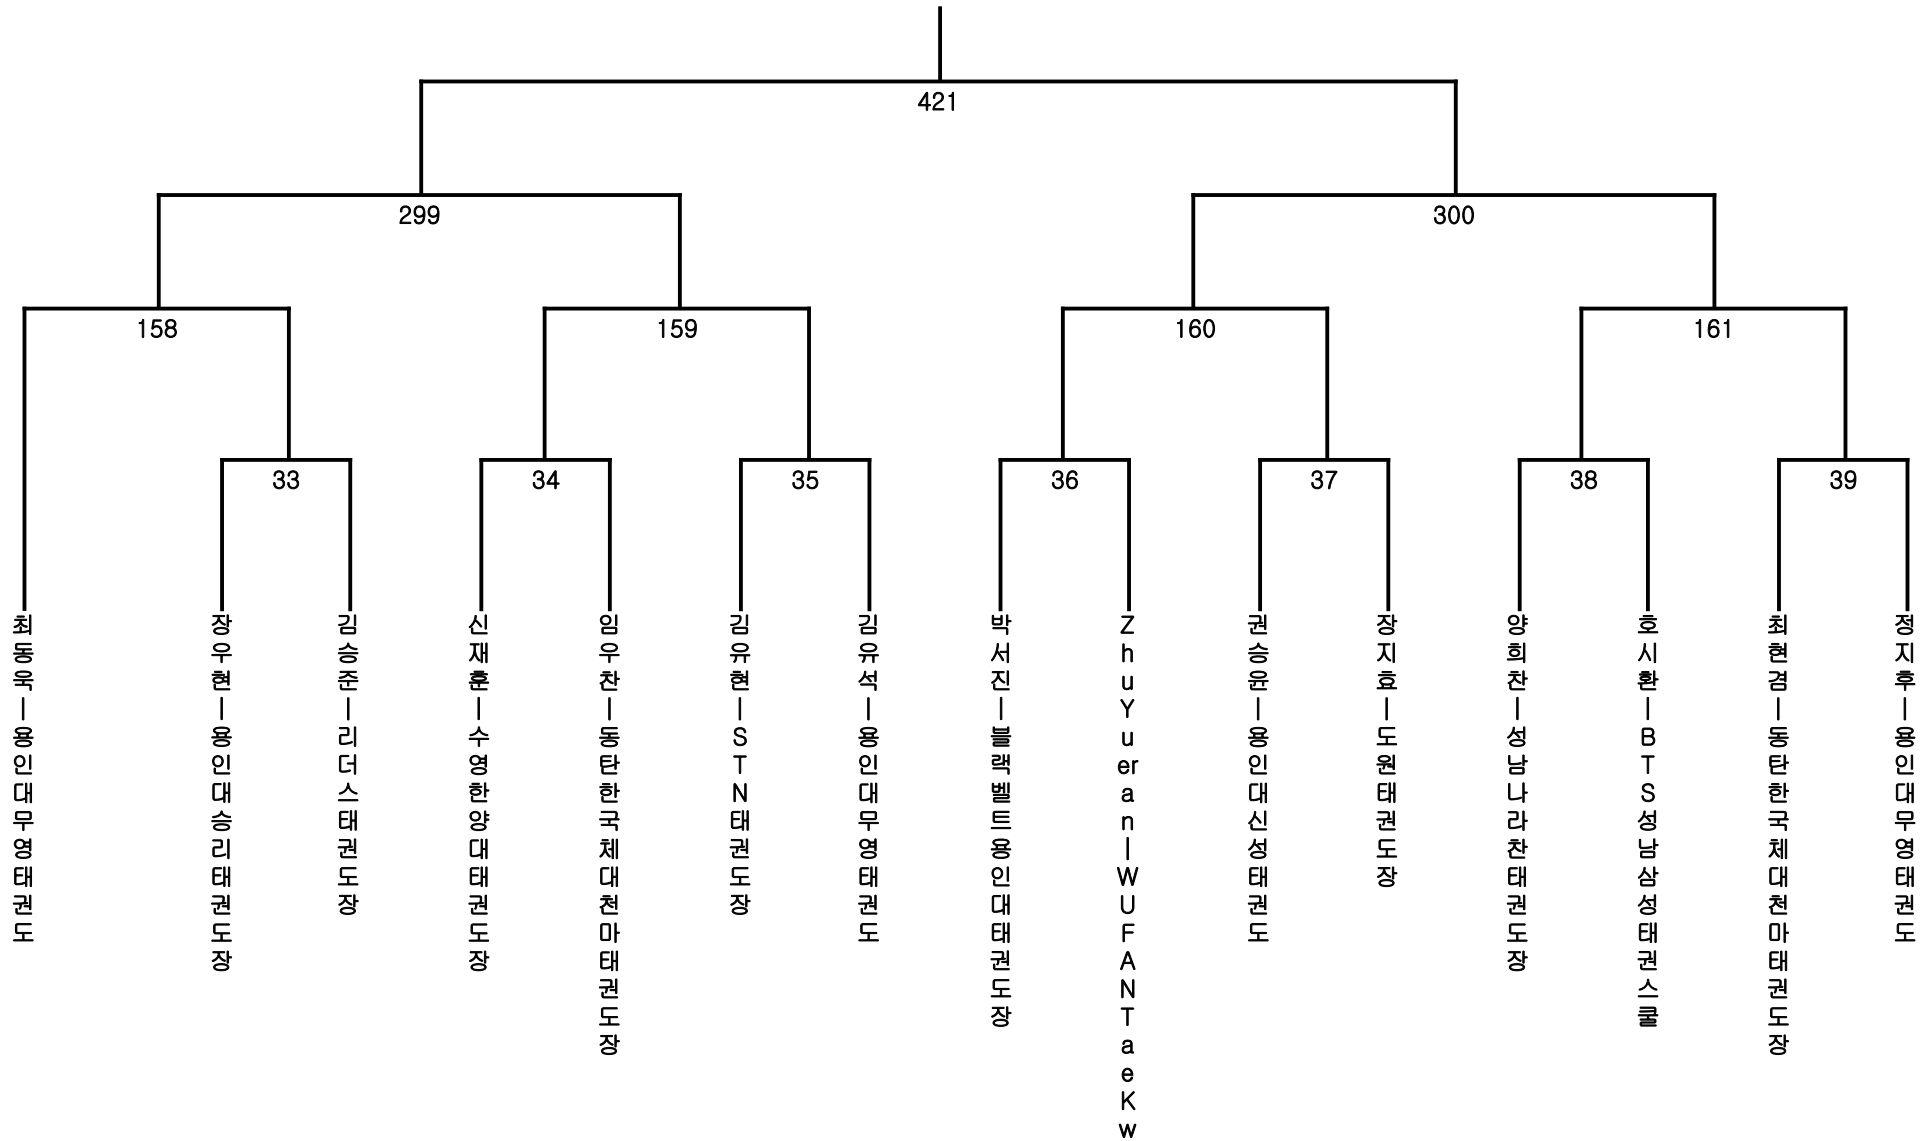 421
299
300
158
159
160
161
33
34
35
36
37
38
39
최동욱-용인대무영태권도
장우현-용인대승리태권도장
김승준-리더스태권도장
신재훈-수영한양대태권도장
임우찬-동탄한국체대천마태권도장
김유현-STN태권도장
김유석-용인대무영태권도
박서진-블랙벨트용인대태권도장
ZhuYueran-WUFANTaeKw
권승윤-용인대신성태권도
장지효-도원태권도장
양희찬-성남나라찬태권도장
호시환-BTS성남삼성태권스쿨
최현겸-동탄한국체대천마태권도장
정지후-용인대무영태권도